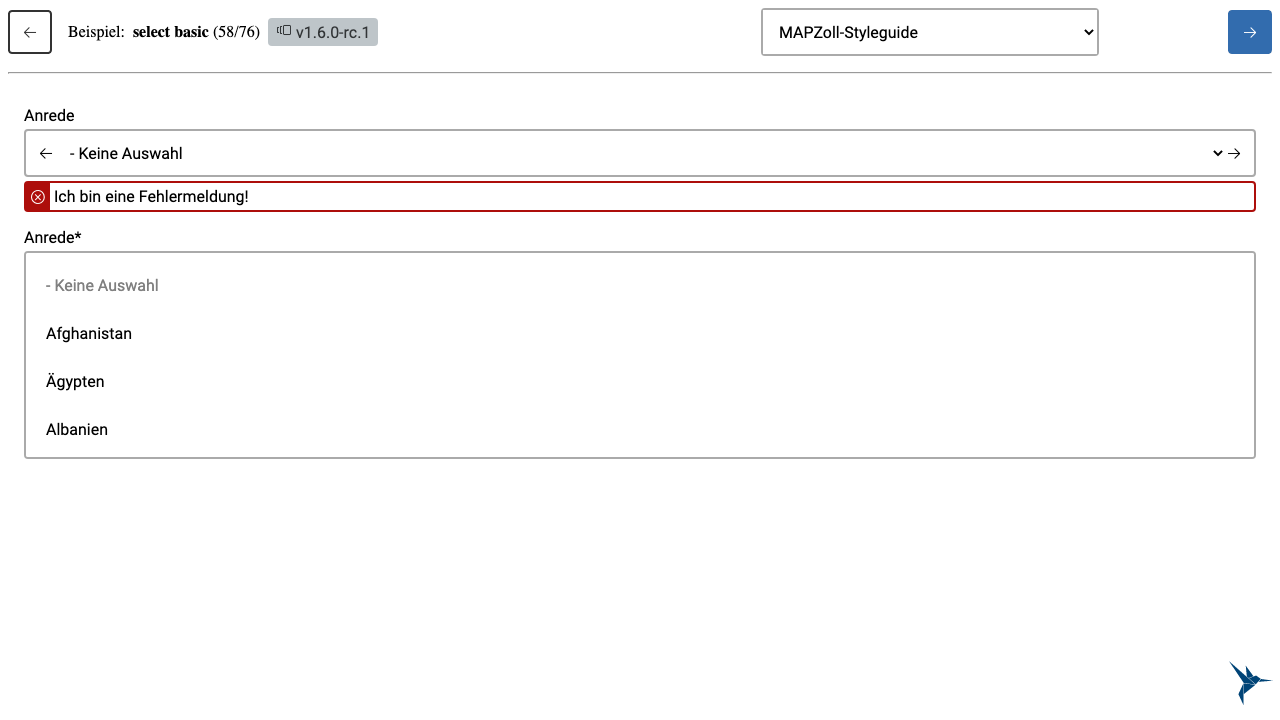 Beispiel: select basic (58/76) v1.6.0-rc.1 MAPZoll-Styleguide
Anrede
- Keine Auswahl
Ich bin eine Fehlermeldung!
Anrede*
- Keine Auswahl
Afghanistan
Ägypten
Albanien